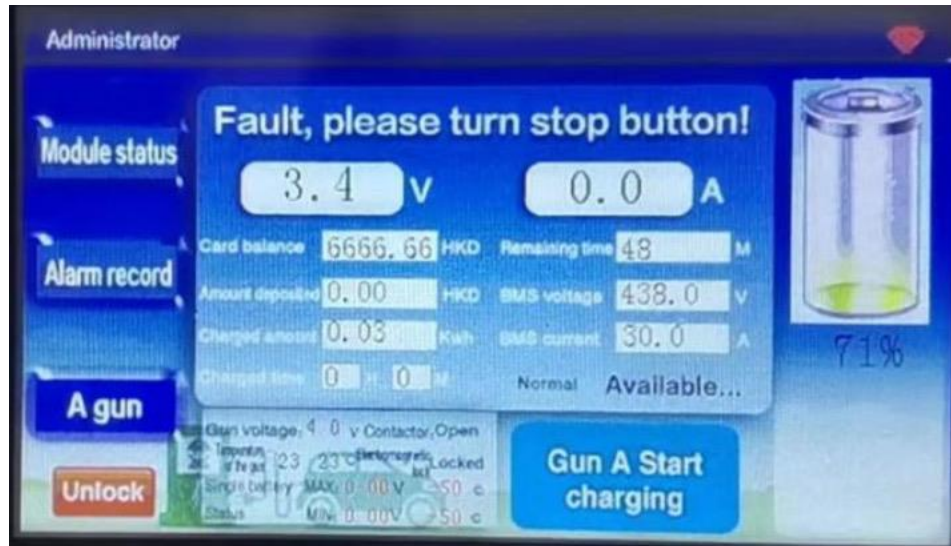 Administrator
Module status
Alarm record
A gun
Unlock
Fault, please turn stop button!
3.4 V 0.0 A
Card balance 6666.66 HKD Remaining time 48 M
Amount deposited 0.00 HKD BMS voltage 438.0 V
Charged amount 0.03 Kwh BMS current 30.0 A
Charged time 0 H 0 M Normal Available...
Gun voltage: 4.0 V Contactor, Open
23 23 c Locked
Single battery MAX: 0.00 V -50 c
Status MIN: 0.00V -50 c
Gun A Start
charging
71%